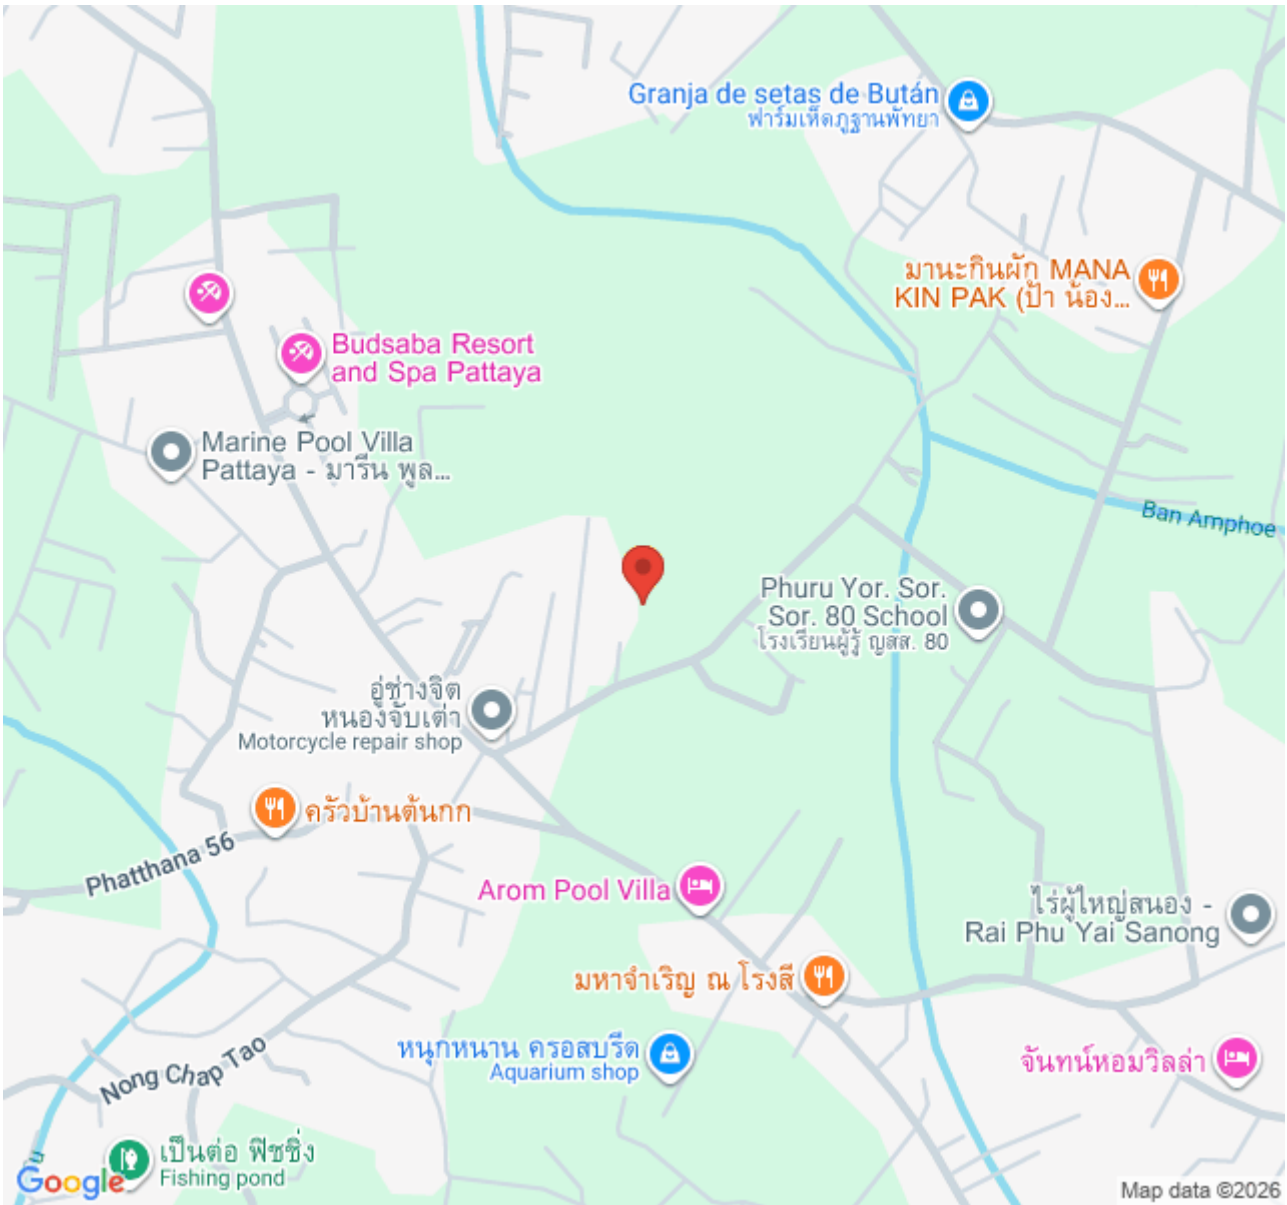 Granja de setas de Bután
ฟาร์มเห็ดภูฐานพัทยา
มานะกินผัก MANA
KIN PAK (ป้า น้อง...
Budsaba Resort
and Spa Pattaya
Marine Pool Villa
Pattaya - มารีน พูล...
Ban Amphoe
Phuru Yor. Sor.
Sor. 80 School
โรงเรียนผู้รู้ ญสส. 80
อู่ช่างจิต
หนองจับเต่า
Motorcycle repair shop
ครัวบ้านต้นกก
Phatthana 56
Arom Pool Villa
ไร่ผู้ใหญ่สนอง -
Rai Phu Yai Sanong
มหาจำเริญ ณ โรงสี
หนุกหนาน ครอสบรีด
Aquarium shop
จันทน์หอมวิลล่า
Nong Chap Tao
เป็นต่อ ฟิชชิ่ง
Fishing pond
Google
Map data ©2026